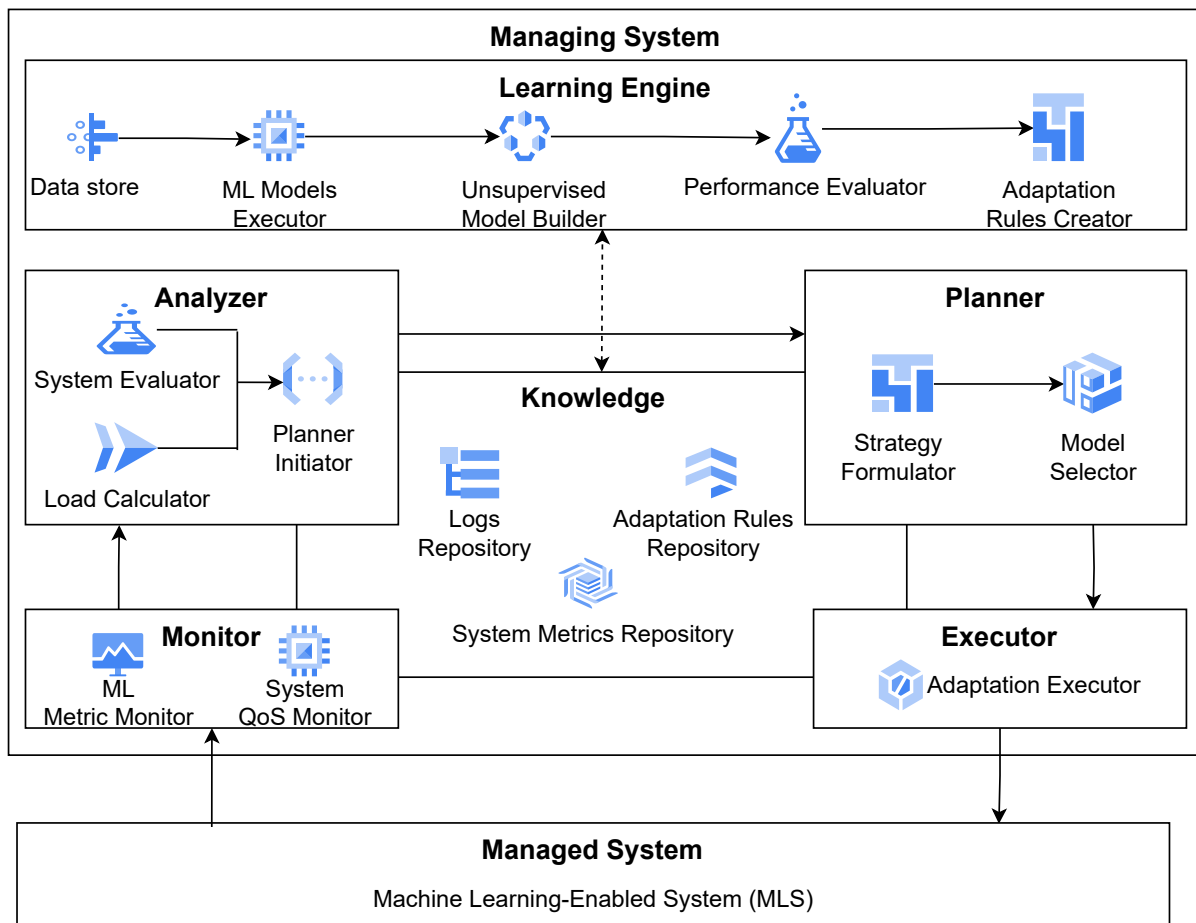 Managing System
Learning Engine
Data store
ML Models
Executor
Unsupervised
Model Builder
Performance Evaluator
Adaptation
Rules Creator
Analyzer
System Evaluator
Load Calculator
Planner
Initiator
Planner
Strategy
Formulator
Model
Selector
Knowledge
Logs
Repository
Adaptation Rules
Repository
System Metrics Repository
Monitor
ML
Metric Monitor
System
QoS Monitor
Executor
Adaptation Executor
Managed System
Machine Learning-Enabled System (MLS)